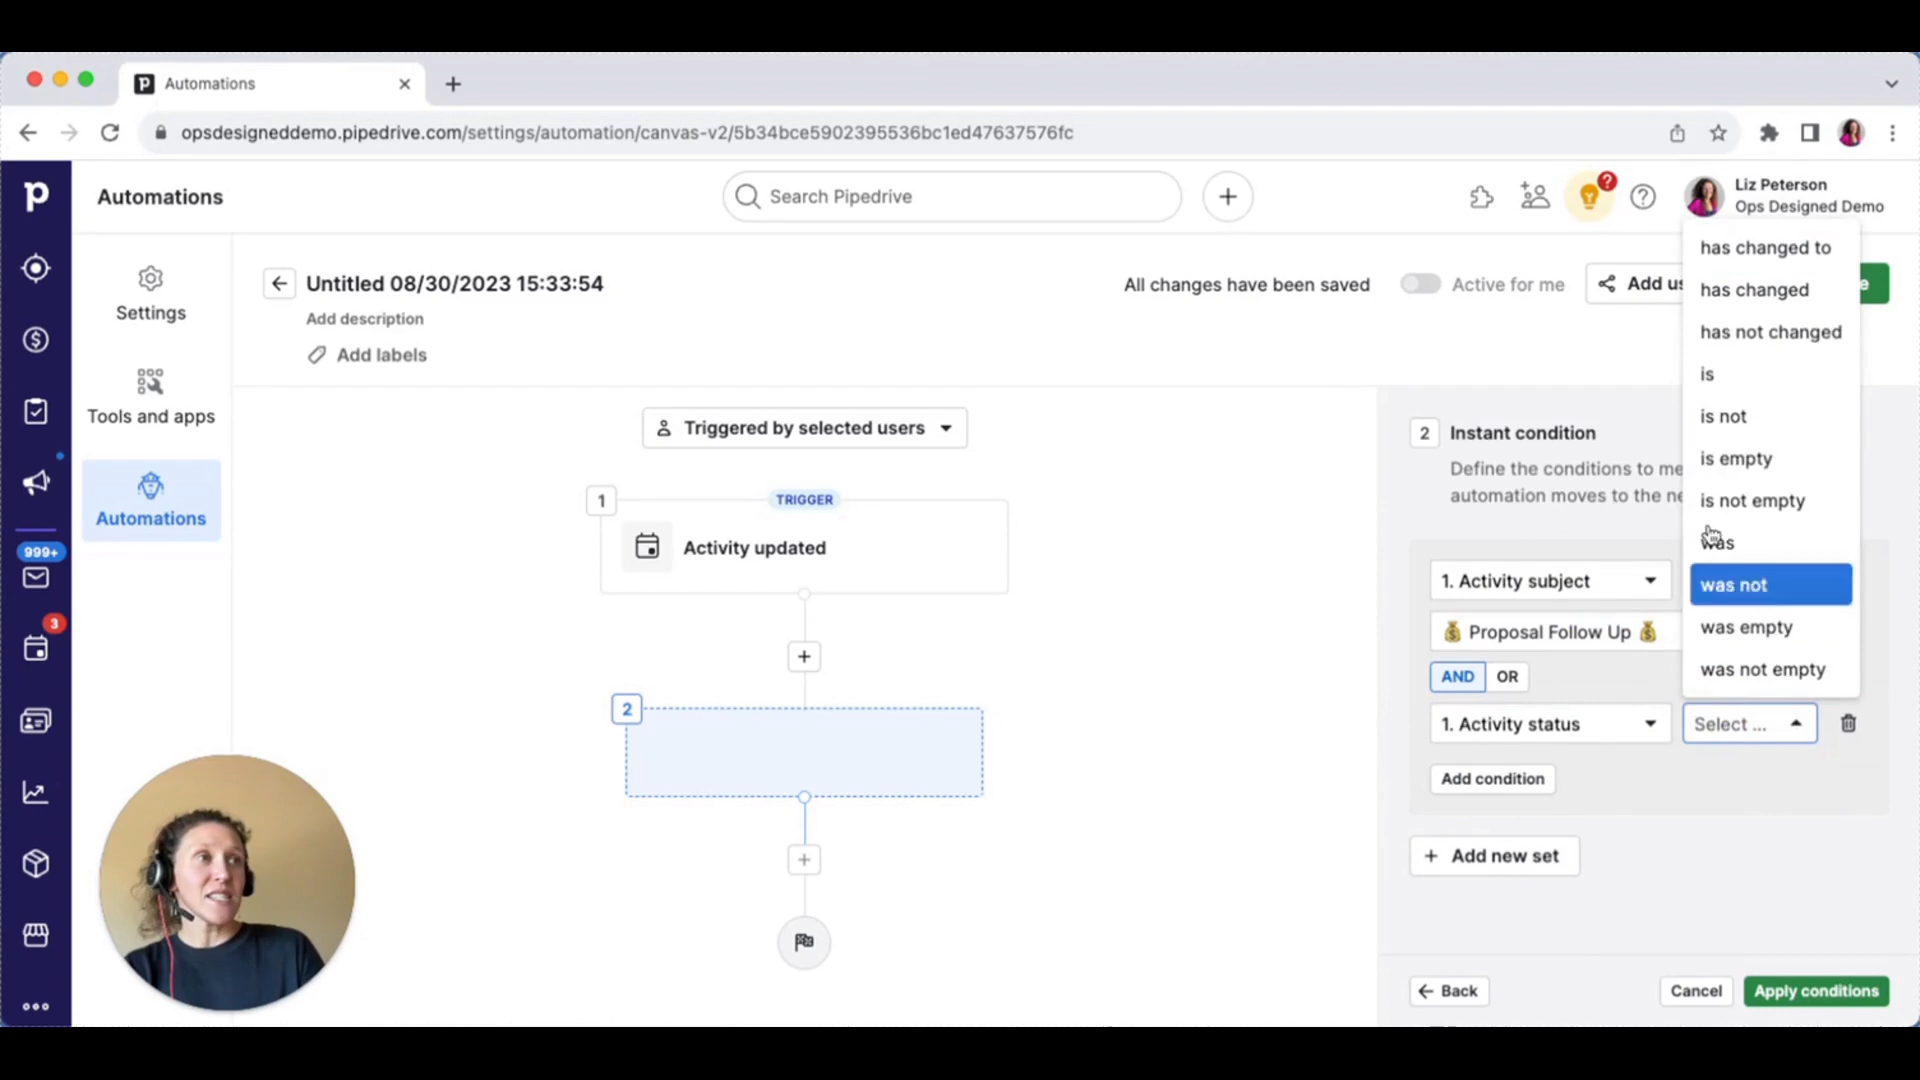 Automations
opsdesigneddemo.pipedrive.com/settings/automation/canvas-v2/5b34bce5902395536bc1ed47637576fc
Automations
Search Pipedrive
?
Liz Peterson
Ops Designed Demo
Settings
Tools and apps
Automations
999+
3
Untitled 08/30/2023 15:33:54
Add description
Add labels
All changes have been saved
Active for me
Add us
e
has changed to
has changed
has not changed
is
is not
is empty
is not empty
was
was not
was empty
was not empty
Triggered by selected users
1
TRIGGER
Activity updated
2
2 Instant condition
Define the conditions to me
automation moves to the ne
1. Activity subject
💰 Proposal Follow Up 💰
AND OR
1. Activity status
Select ...
Add condition
+ Add new set
Back
Cancel
Apply conditions